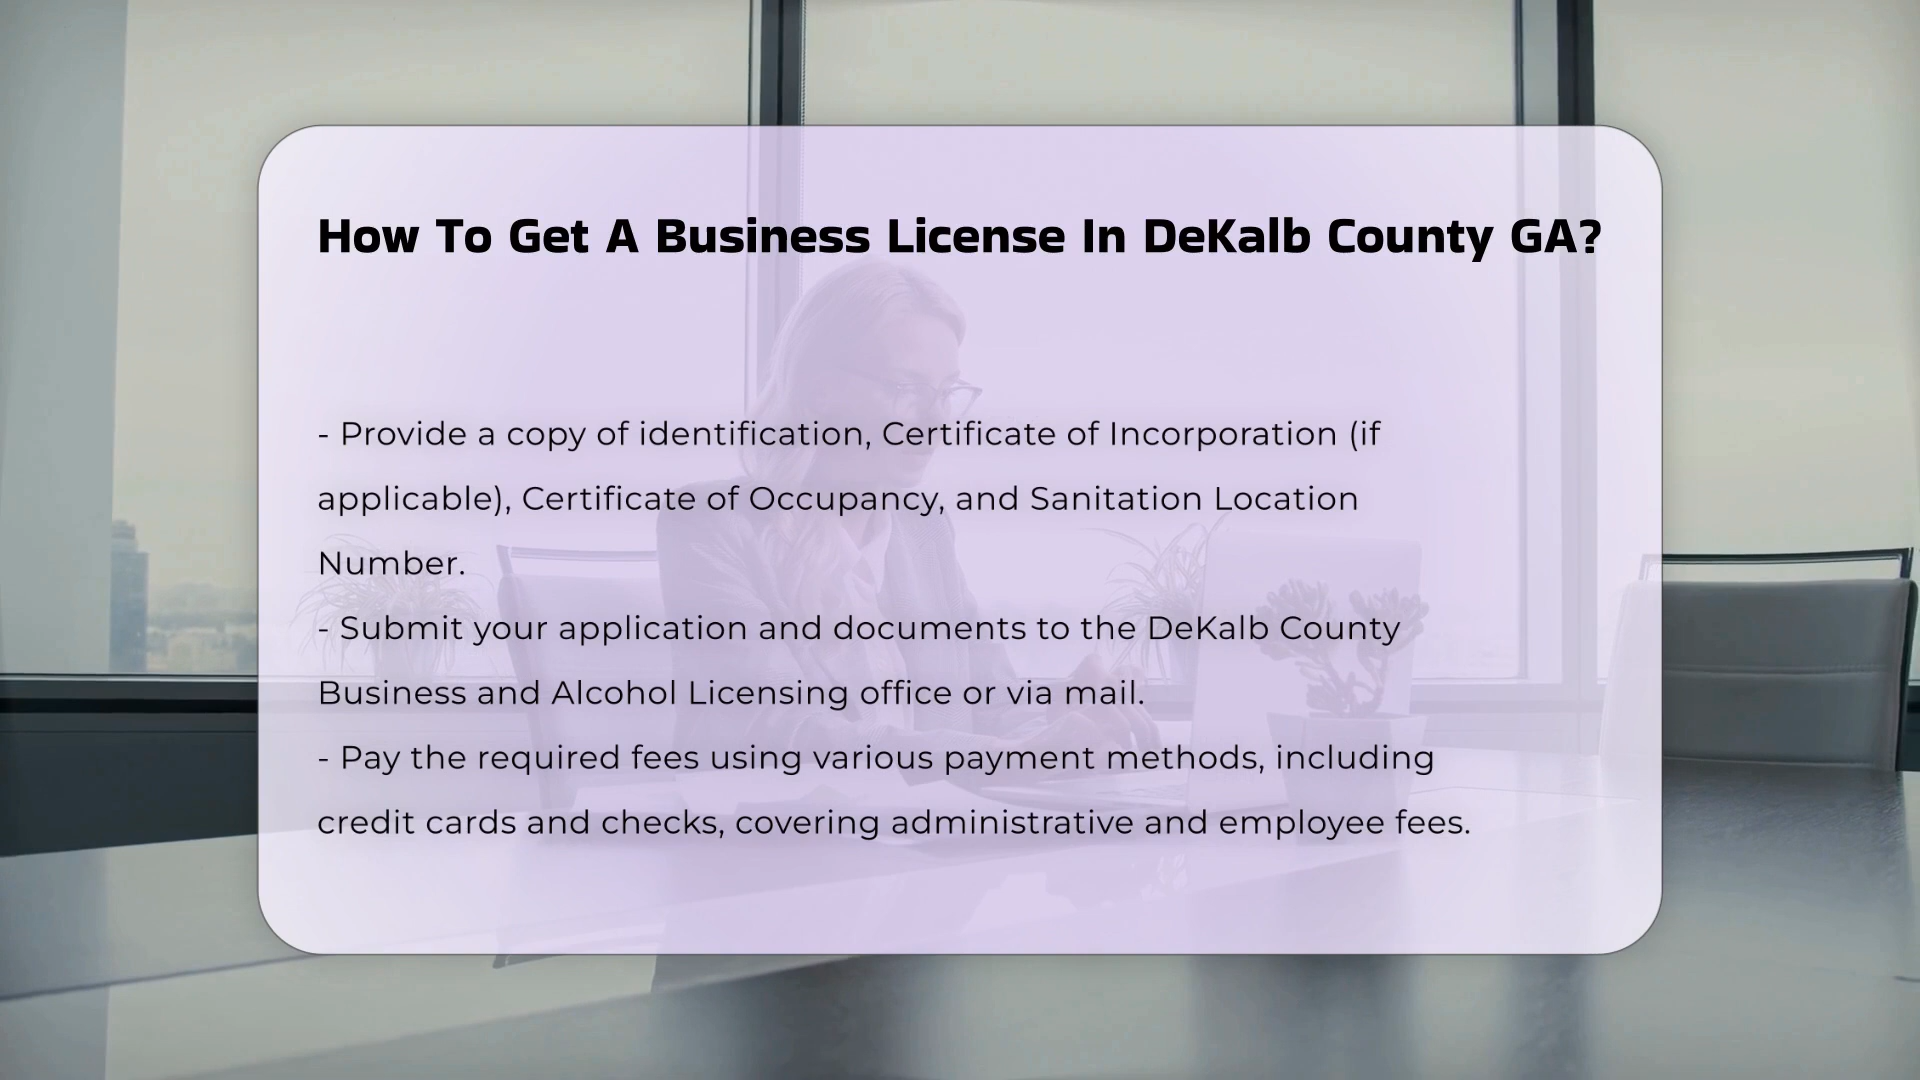 How To Get A Business License In DeKalb County GA?
- Provide a copy of identification, Certificate of Incorporation (if
applicable), Certificate of Occupancy, and Sanitation Location
Number.
- Submit your application and documents to the DeKalb County
Business and Alcohol Licensing office or via mail.
- Pay the required fees using various payment methods, including
credit cards and checks, covering administrative and employee fees.